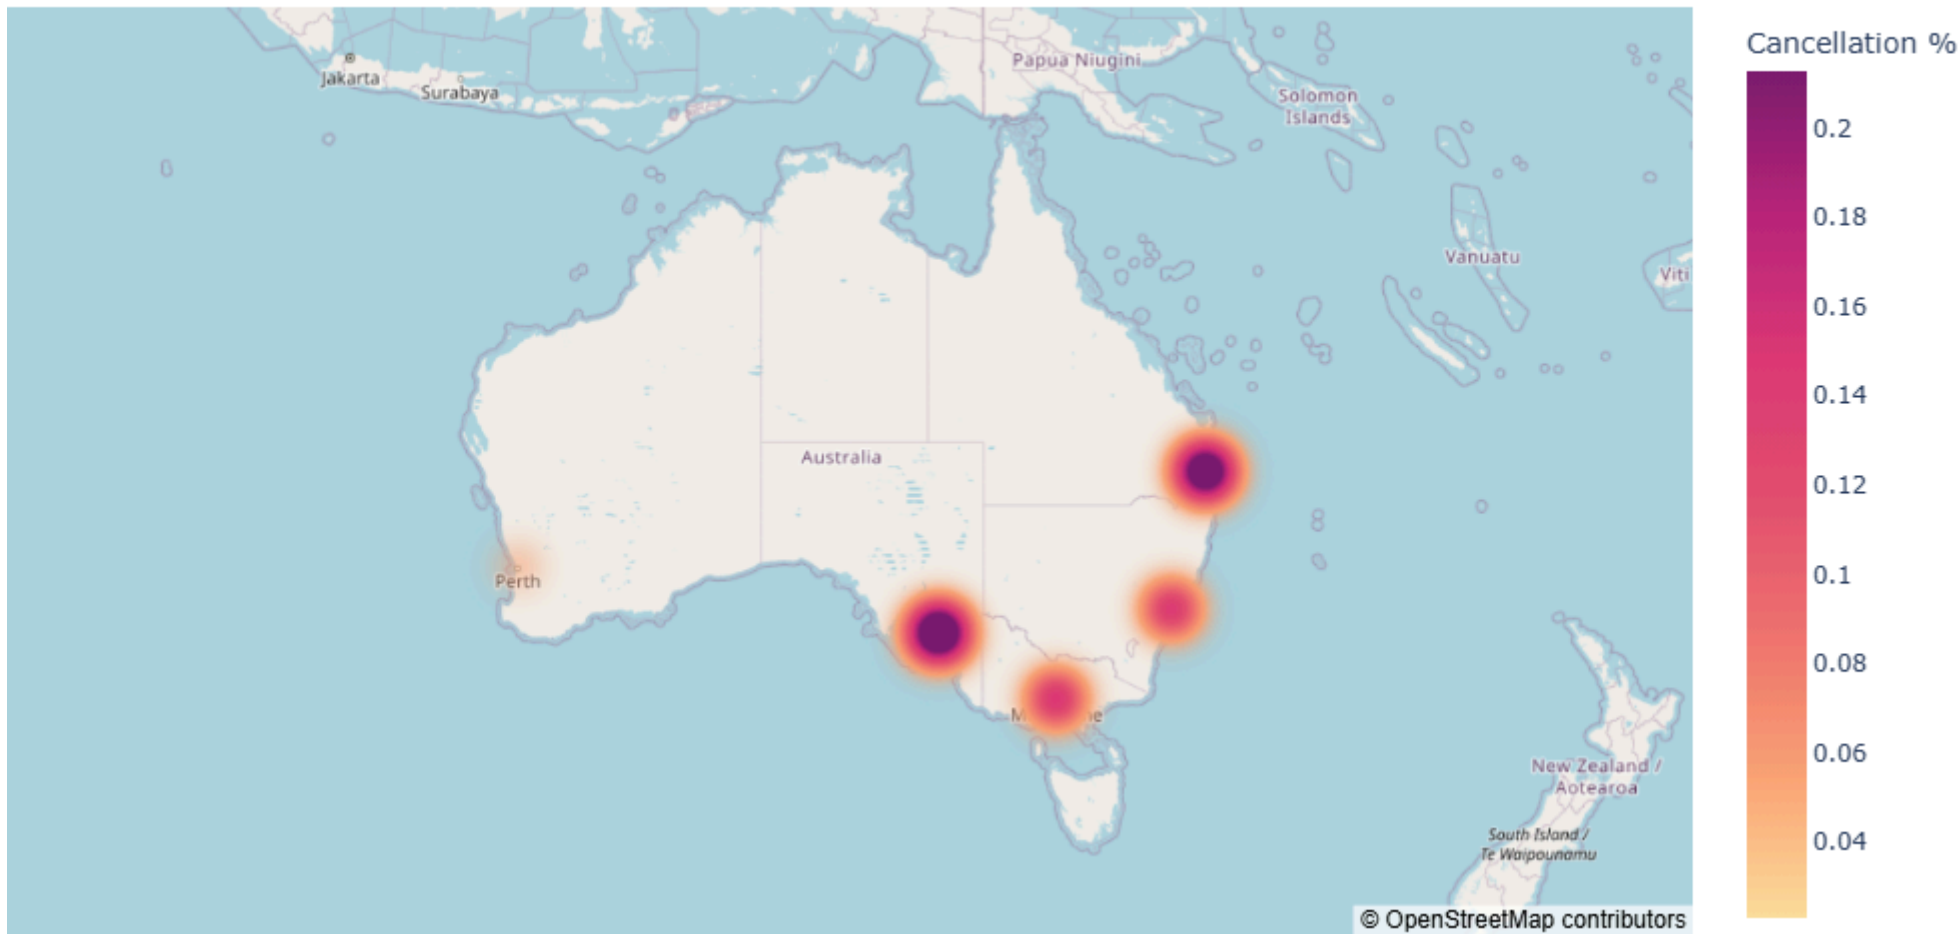 Cancellation %
Papua Niugini
Jakarta
Surabaya
Solomon
Islands
0.2
0.18
Vanuatu
Viti
0.16
0.14
Australia
0.12
Perth
0.1
0.08
0.06
New Zealand /
Aotearoa
South Island /
Te Waipounamu
0.04
© OpenStreetMap contributors